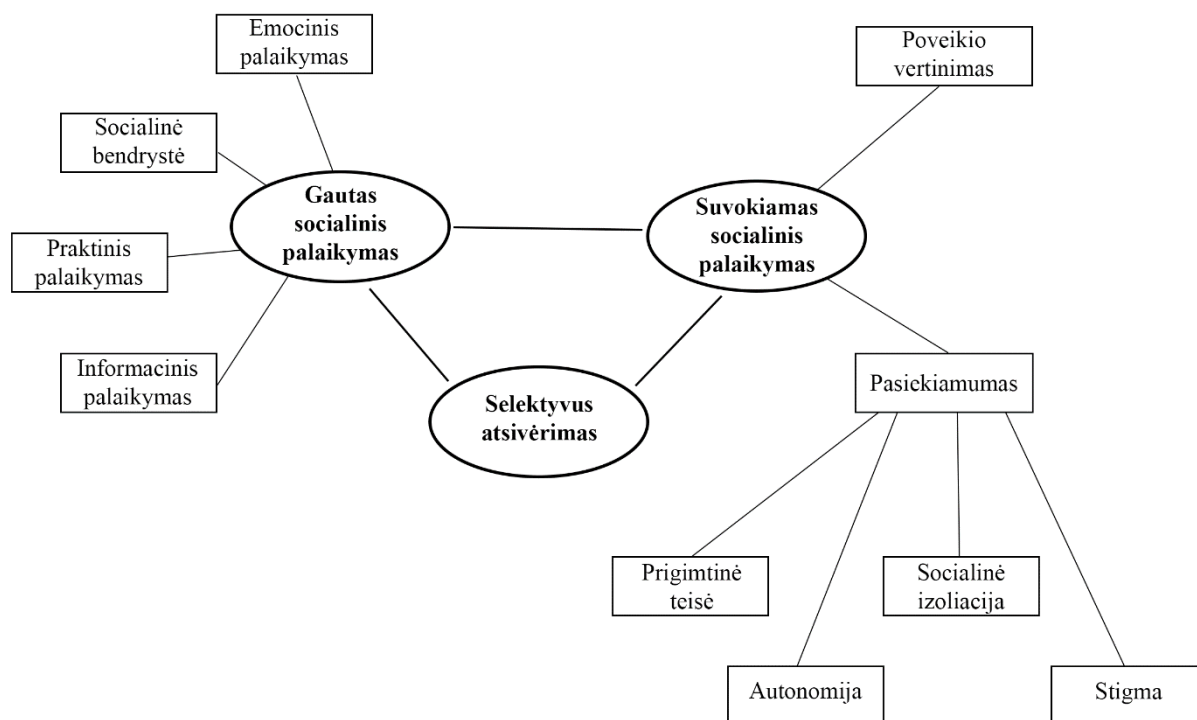 Emocinis
palaikymas
Poveikio
vertinimas
Socialinė
bendrystė
Gautas
socialinis
palaikymas
Suvokiamas
socialinis
palaikymas
Praktinis
palaikymas
Informacinis
palaikymas
Selektyvus
atsivėrimas
Pasiekiamumas
Prigimtinė
teisė
Socialinė
izoliacija
Autonomija
Stigma